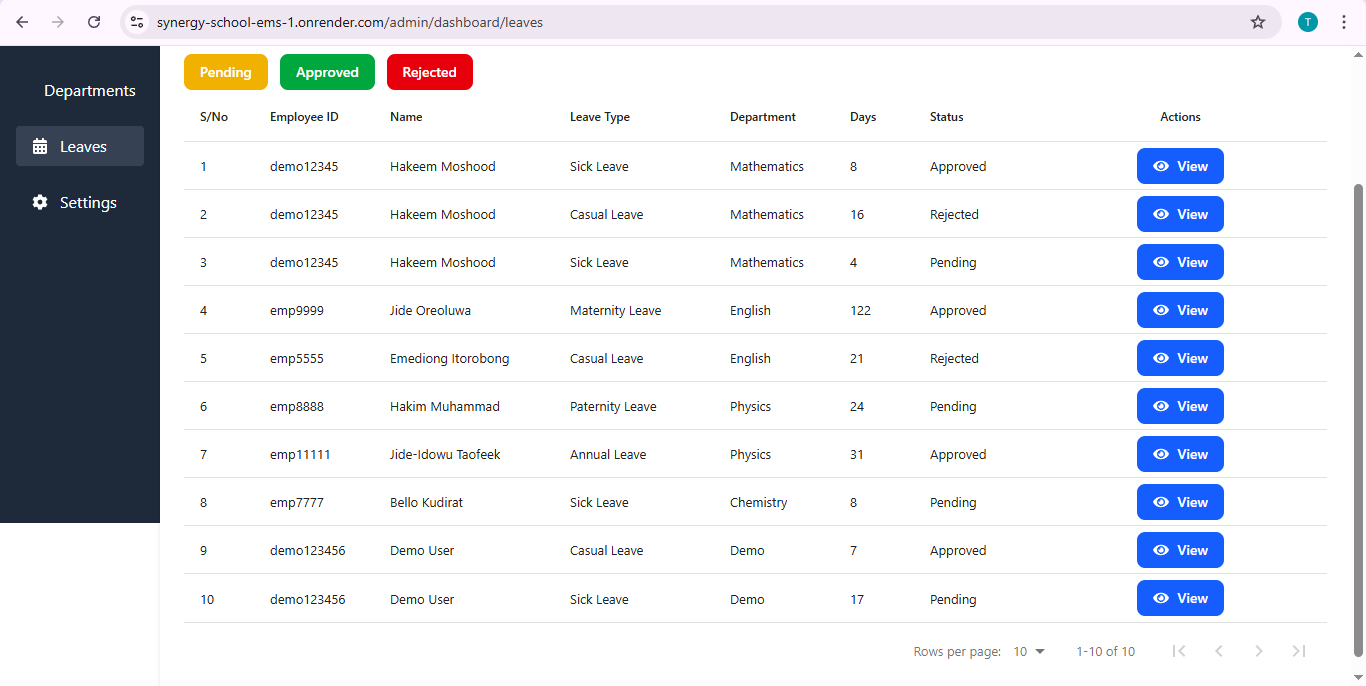 synergy-school-ems-1.onrender.com/admin/dashboard/leaves
T
Departments
Leaves
Settings
Pending Approved Rejected
S/No Employee ID Name Leave Type Department Days Status Actions
1 demo12345 Hakeem Moshood Sick Leave Mathematics 8 Approved View
2 demo12345 Hakeem Moshood Casual Leave Mathematics 16 Rejected View
3 demo12345 Hakeem Moshood Sick Leave Mathematics 4 Pending View
4 emp9999 Jide Oreoluwa Maternity Leave English 122 Approved View
5 emp5555 Emediong Itorobong Casual Leave English 21 Rejected View
6 emp8888 Hakim Muhammad Paternity Leave Physics 24 Pending View
7 emp11111 Jide-Idowu Taofeek Annual Leave Physics 31 Approved View
8 emp7777 Bello Kudirat Sick Leave Chemistry 8 Pending View
9 demo123456 Demo User Casual Leave Demo 7 Approved View
10 demo123456 Demo User Sick Leave Demo 17 Pending View
Rows per page: 10 1-10 of 10